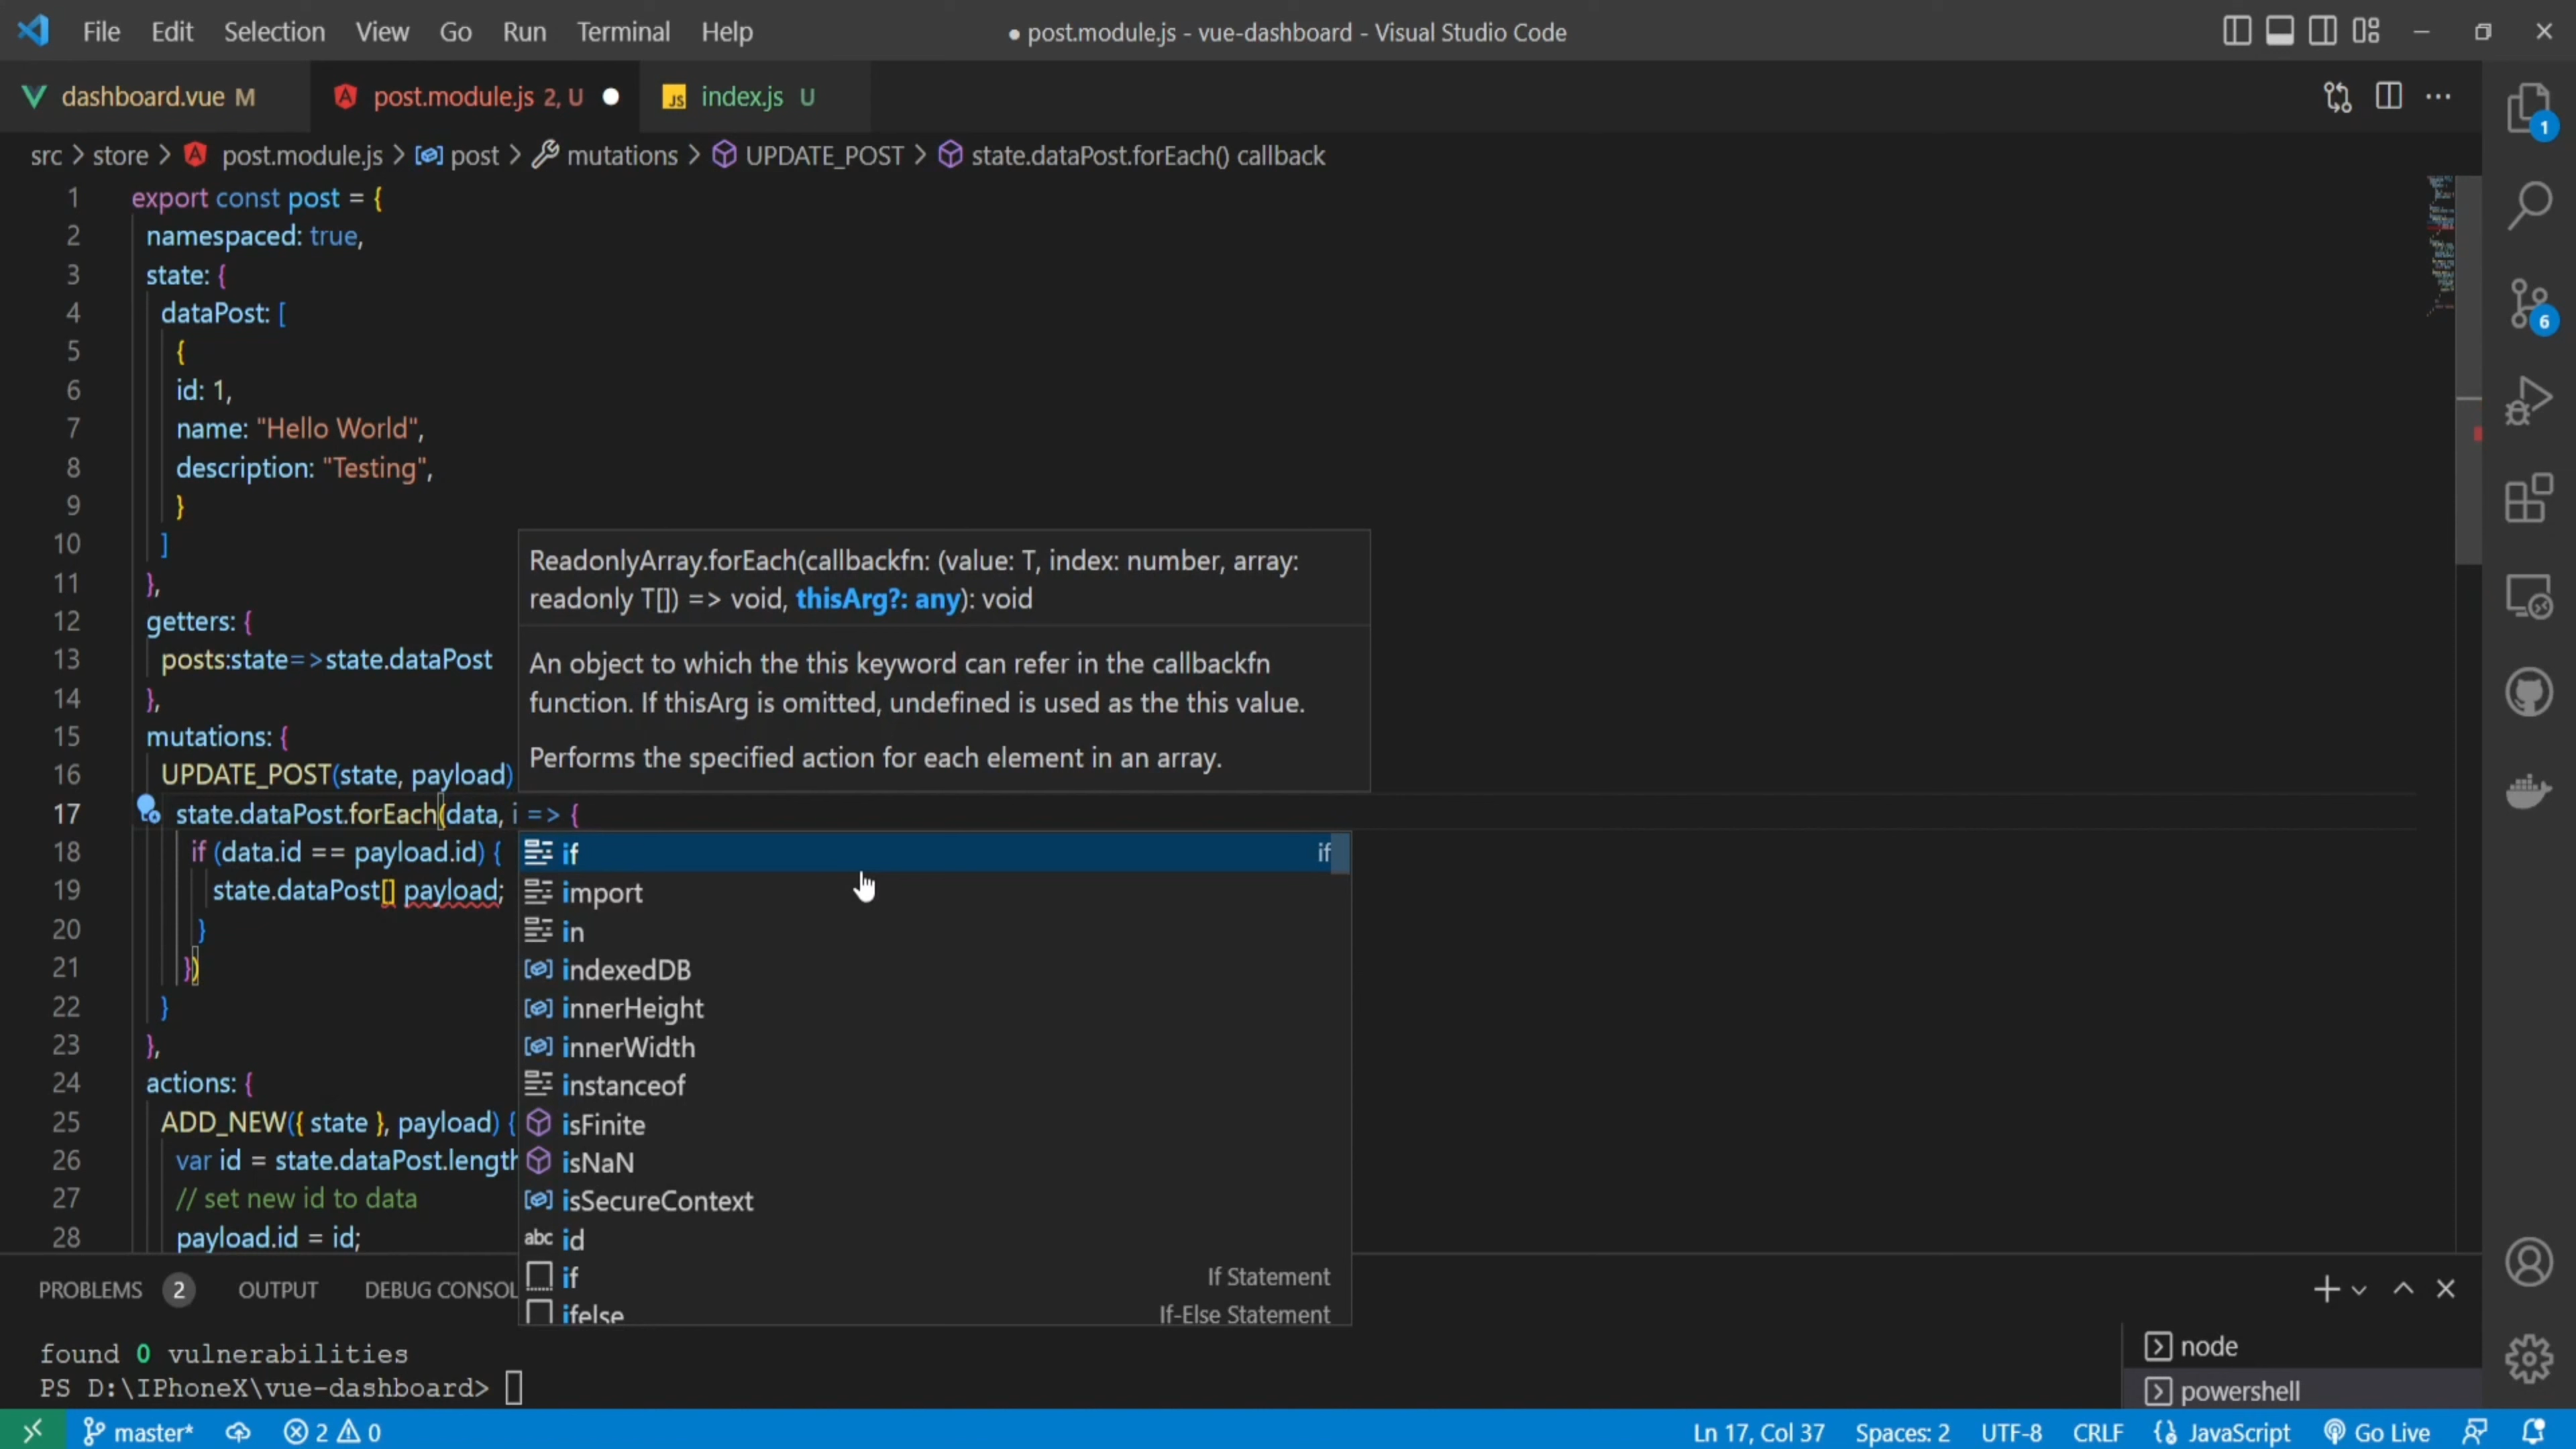 File Edit Selection View Go Run Terminal Help
● post.module.js - vue-dashboard - Visual Studio Code
dashboard.vue M
post.module.js 2, U
JS index.js U
src > store > post.module.js > post > mutations > UPDATE_POST > state.dataPost.forEach() callback
1 export const post = {
2 namespaced: true,
3 state: {
4 dataPost: [
5 {
6 id: 1,
7 name: "Hello World",
8 description: "Testing",
9 }
10 ]
11 },
12 getters: {
13 posts:state=>state.dataPost
14 },
15 mutations: {
16 UPDATE_POST(state, payload)
17 state.dataPost.forEach(data, i => {
18 if (data.id == payload.id) {
19 state.dataPost[] payload;
20 }
21 })
22 }
23 },
24 actions: {
25 ADD_NEW({ state }, payload) {
26 var id = state.dataPost.length
27 // set new id to data
28 payload.id = id;
ReadonlyArray.forEach(callbackfn: (value: T, index: number, array:
readonly T[]) => void, thisArg?: any): void
An object to which the this keyword can refer in the callbackfn
function. If thisArg is omitted, undefined is used as the this value.
Performs the specified action for each element in an array.
if if
import
in
indexedDB
innerHeight
innerWidth
instanceof
isFinite
isNaN
isSecureContext
abc id
if If Statement
ifelse If-Else Statement
PROBLEMS 2 OUTPUT DEBUG CONSOL
found 0 vulnerabilities
PS D:\IPhoneX\vue-dashboard>
node
powershell
1
6
master* 2 0
Ln 17, Col 37 Spaces: 2 UTF-8 CRLF JavaScript Go Live